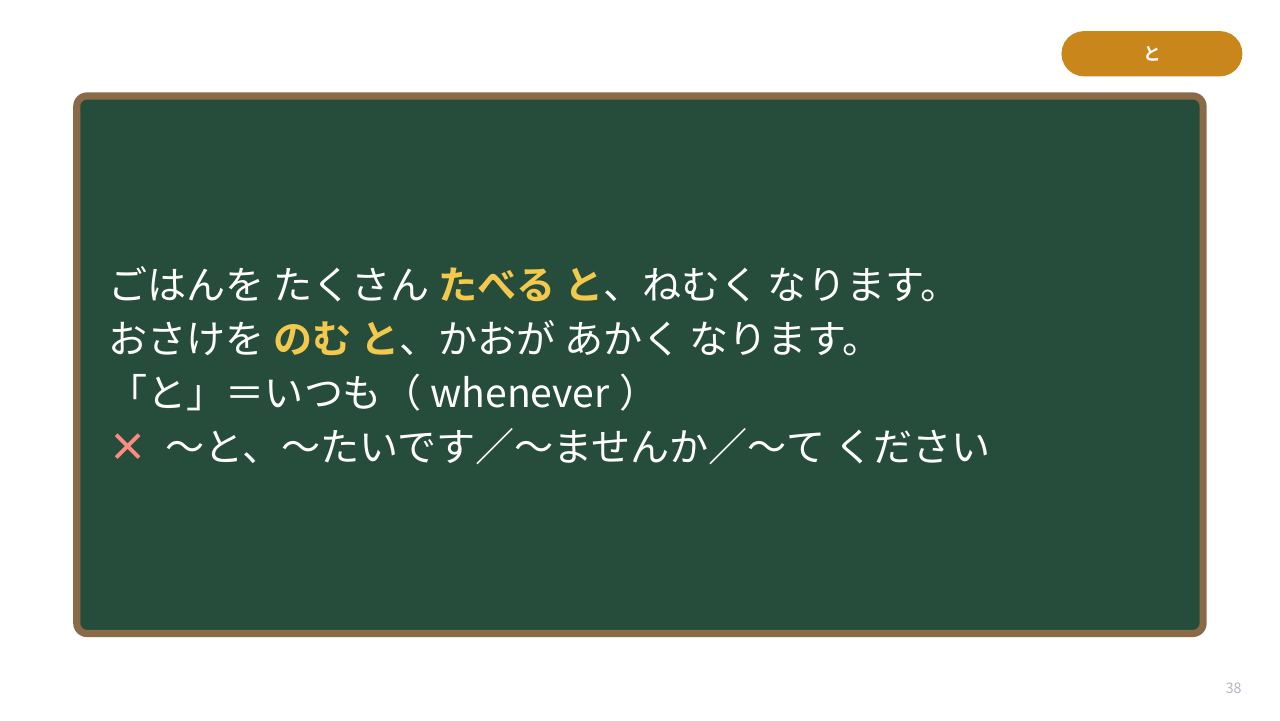 と
ごはんを たくさん たべる と、ねむく なります。
おさけを のむ と、かおが あかく なります。
「と」＝いつも（ whenever ）
✕ ～と、～たいです／～ませんか／～て ください
38